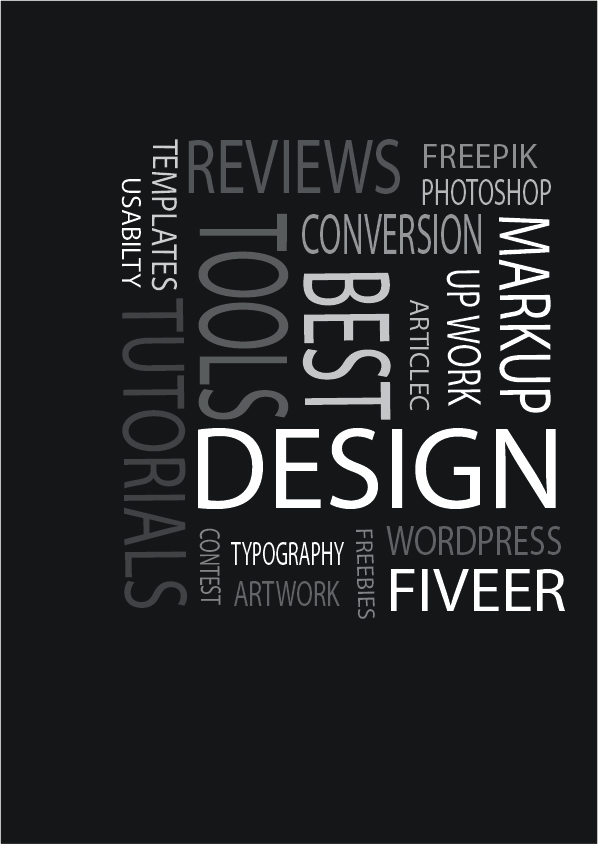 TEMPLATES
USABILTY
REVIEWS
FREEPIK
PHOTOSHOP
TOOLS
CONVERSION
MARKUP
BEST
ARTICLEC
UP WORK
TUTORIALS
DESIGN
CONTEST
TYPOGRAPHY
ARTWORK
FREEBIES
WORDPRESS
FIVEER